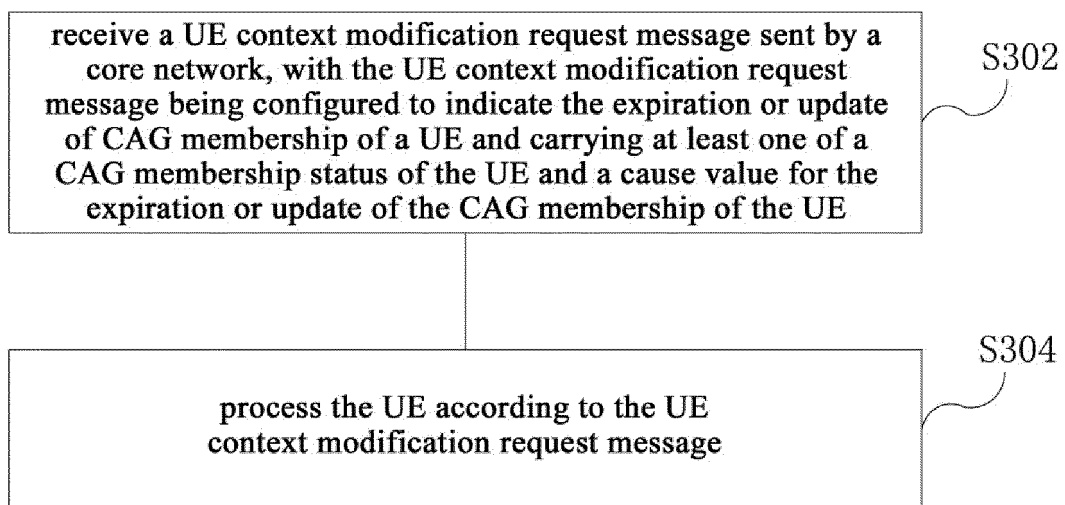 receive a UE context modification request message sent by a
core network, with the UE context modification request
message being configured to indicate the expiration or update
of CAG membership of a UE and carrying at least one of a
CAG membership status of the UE and a cause value for the
expiration or update of the CAG membership of the UE
S302
process the UE according to the UE
context modification request message
S304